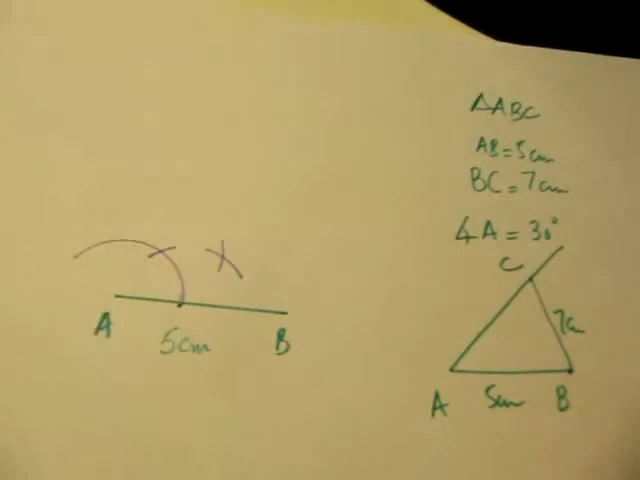 △ABC
AB=5cm
BC=7cm
∡A=30°
C
7cm
A 5cm B
A 5cm B